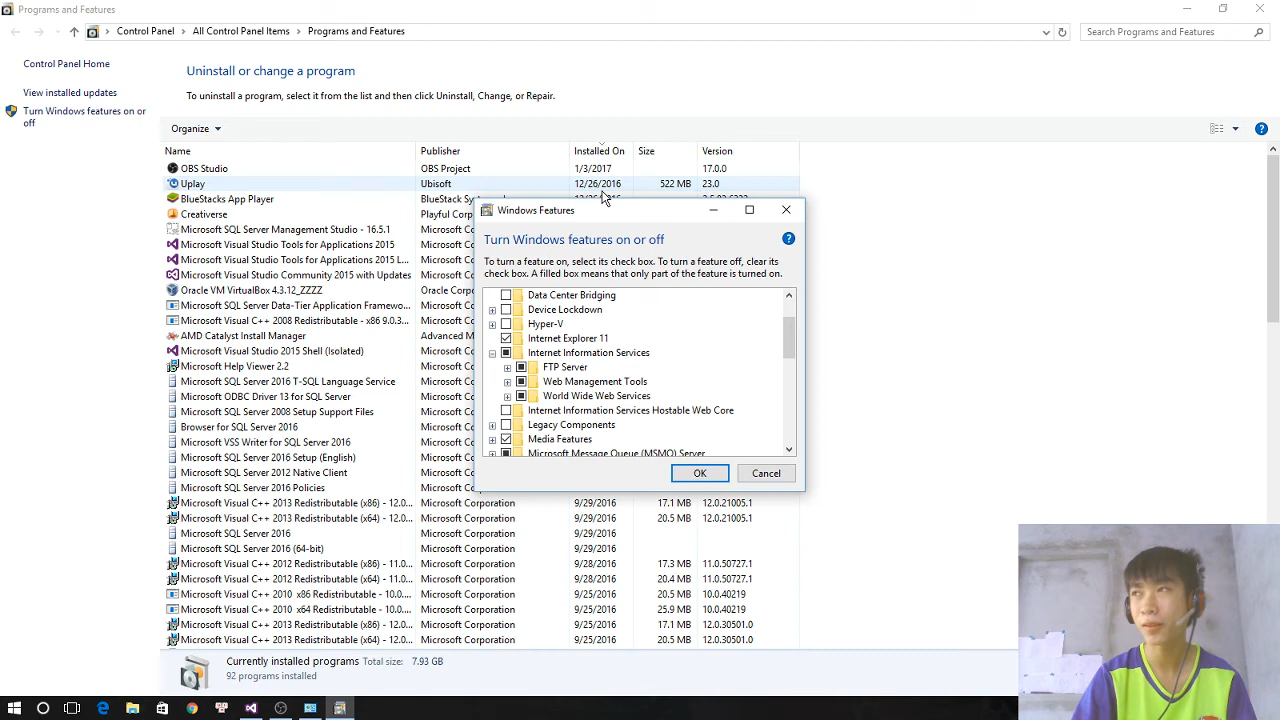 Programs and Features
Control Panel > All Control Panel Items > Programs and Features
Search Programs and Features
Control Panel Home
View installed updates
Turn Windows features on or
off
Uninstall or change a program
To uninstall a program, select it from the list and then click Uninstall, Change, or Repair.
Organize
Name Publisher Installed On Size Version
OBS Studio OBS Project 1/3/2017 17.0.0
Uplay Ubisoft 12/26/2016 522 MB 23.0
BlueStacks App Player BlueStack
Creativerse Playful Corp
Microsoft SQL Server Management Studio - 16.5.1
Microsoft Visual Studio Tools for Applications 2015
Microsoft Visual Studio Tools for Applications 2015
Microsoft Visual Studio Community 2015 with Updates
Oracle VM VirtualBox 4.3.12_ZZZZ
Microsoft SQL Server Data-Tier Application Framewo...
Microsoft Visual C++ 2008 Redistributable - x86 9.0.3...
AMD Catalyst Install Manager Advanced M
Microsoft Visual Studio 2015 Shell (Isolated)
Microsoft Help Viewer 2.2
Microsoft SQL Server 2016 T-SQL Language Service
Microsoft ODBC Driver 13 for SQL Server
Microsoft SQL Server 2008 Setup Support Files
Browser for SQL Server 2016
Microsoft VSS Writer for SQL Server 2016
Microsoft SQL Server 2016 Setup (English)
Microsoft SQL Server 2012 Native Client
Microsoft SQL Server 2016 Policies
Microsoft Visual C++ 2013 Redistributable (x86) - 12.0... Microsoft Corporation 9/29/2016 17.1 MB 12.0.21005.1
Microsoft Visual C++ 2013 Redistributable (x64) - 12.0... Microsoft Corporation 9/29/2016 20.5 MB 12.0.21005.1
Microsoft SQL Server 2016 Microsoft Corporation 9/29/2016
Microsoft SQL Server 2016 (64-bit) Microsoft Corporation 9/29/2016
Microsoft Visual C++ 2012 Redistributable (x86) - 11.0... Microsoft Corporation 9/28/2016 17.3 MB 11.0.50727.1
Microsoft Visual C++ 2012 Redistributable (x64) - 11.0... Microsoft Corporation 9/28/2016 20.4 MB 11.0.50727.1
Microsoft Visual C++ 2010 x86 Redistributable - 10.0... Microsoft Corporation 9/25/2016 20.5 MB 10.0.40219
Microsoft Visual C++ 2010 x64 Redistributable - 10.0... Microsoft Corporation 9/25/2016 25.9 MB 10.0.40219
Microsoft Visual C++ 2013 Redistributable (x86) - 12.0... Microsoft Corporation 9/25/2016 17.1 MB 12.0.30501.0
Microsoft Visual C++ 2013 Redistributable (x64) - 12.0... Microsoft Corporation 9/25/2016 20.5 MB 12.0.30501.0
Currently installed programs Total size: 7.93 GB
92 programs installed
Windows Features
Turn Windows features on or off
To turn a feature on, select its check box. To turn a feature off, clear its
check box. A filled box means that only part of the feature is turned on.
Data Center Bridging
Device Lockdown
Hyper-V
Internet Explorer 11
Internet Information Services
FTP Server
Web Management Tools
World Wide Web Services
Internet Information Services Hostable Web Core
Legacy Components
Media Features
Microsoft Message Queue (MSMQ) Server
OK Cancel